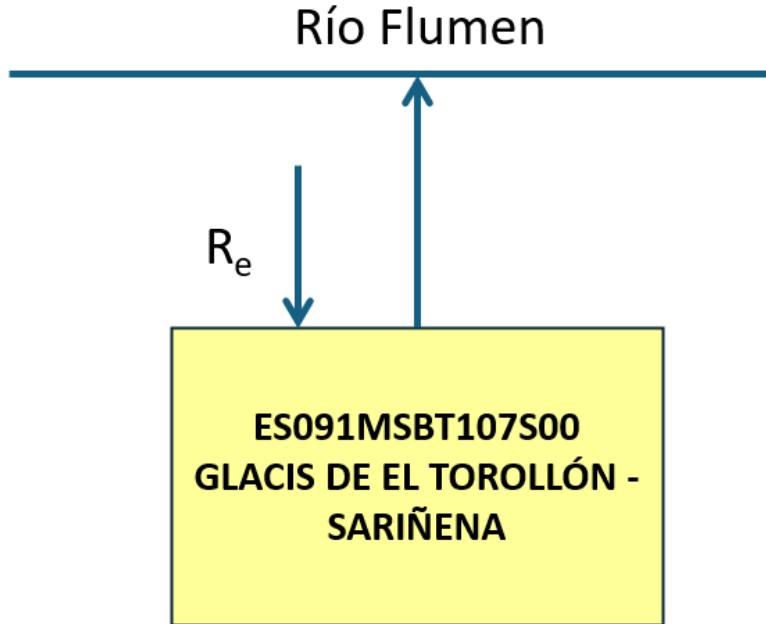 Río Flumen
Re
ES091MSBT107S00
GLACIS DE EL TOROLLÓN -
SARIÑENA